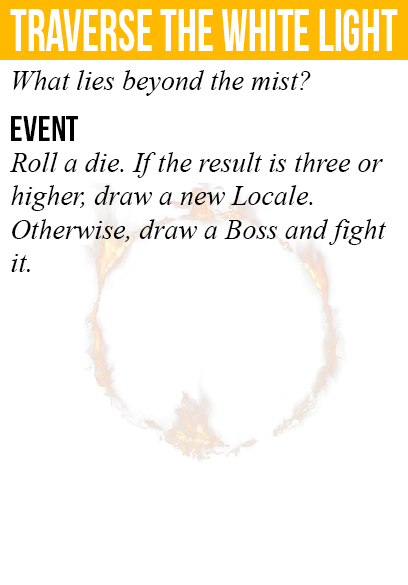 TRAVERSE THE WHITE LIGHT
What lies beyond the mist?
EVENT
Roll a die. If the result is three or
higher, draw a new Locale.
Otherwise, draw a Boss and fight
it.